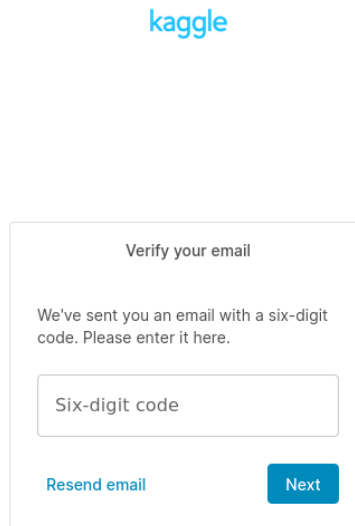 kaggle
Verify your email
We've sent you an email with a six-digit
code. Please enter it here.
Six-digit code
Resend email
Next